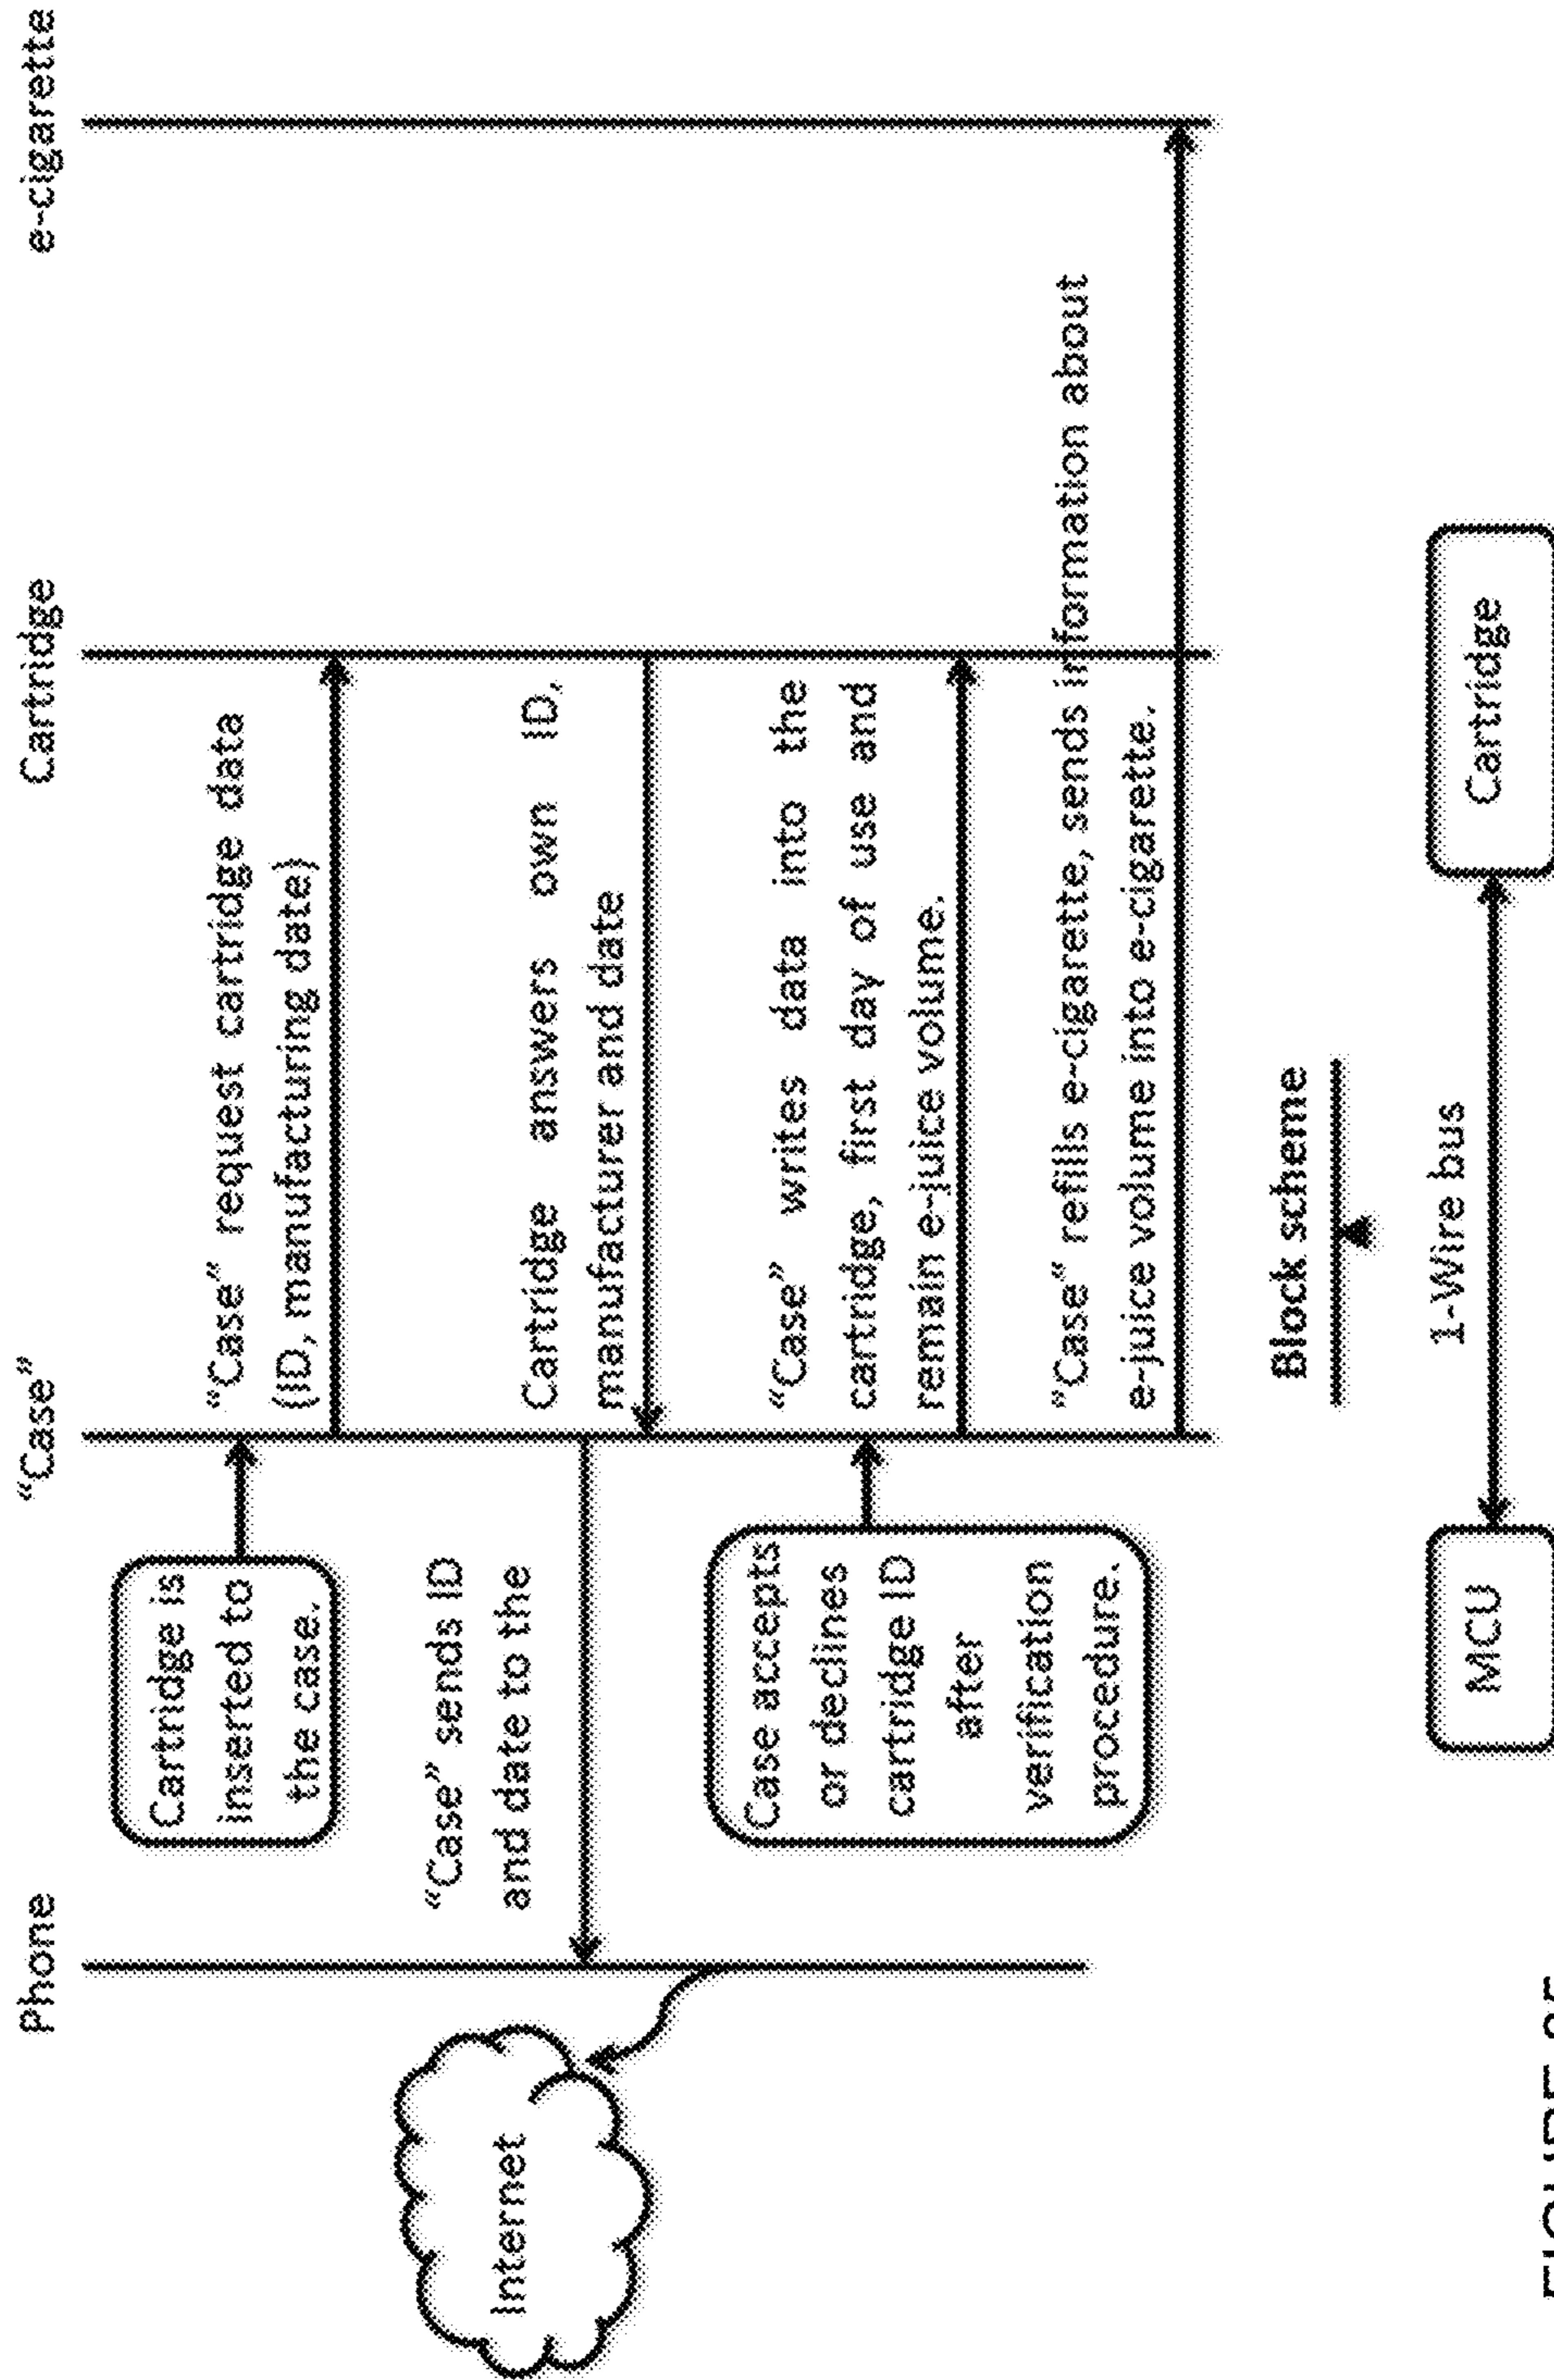 Phone
"Case"
Cartridge
e-cigarette
Cartridge is
inserted to
the case.
"Case" request cartridge data
(ID, manufacturing date)
Internet
"Case" sends ID
and date to the
Cartridge answers own ID,
manufacturer and date
Case accepts
or declines
cartridge ID
after
verification
procedure.
"Case" writes data into the
cartridge, first day of use and
remain e-juice volume.
"Case" refills e-cigarette, sends information about
e-juice volume into e-cigarette.
Block scheme
MCU
1-Wire bus
Cartridge